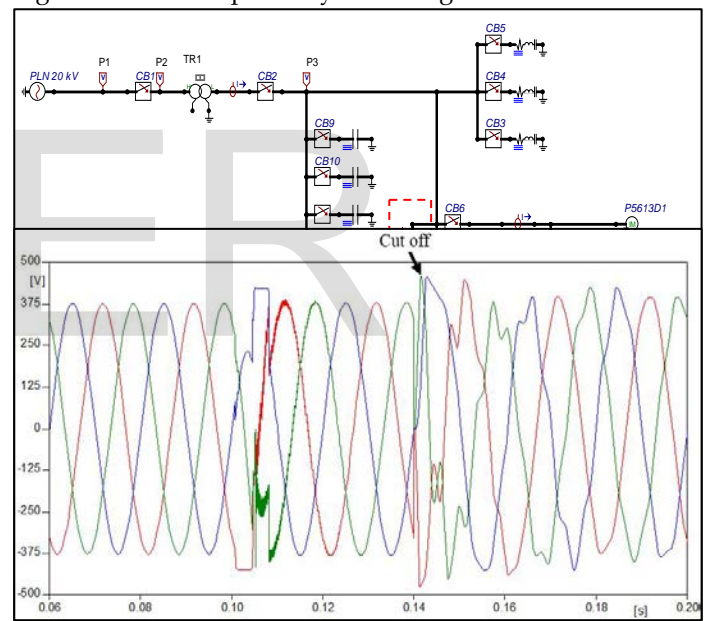 CB5
P1
P2
TR1
P3
PLN 20 kV
CB1
CB2
CB4
CB9
CB3
CB10
CB6
P5613D1
Cut off
500
[V]
375
250
125
0
-125
-250
-375
-500
0.06
0.08
0.10
0.12
0.14
0.16
0.18
[s]
0.20